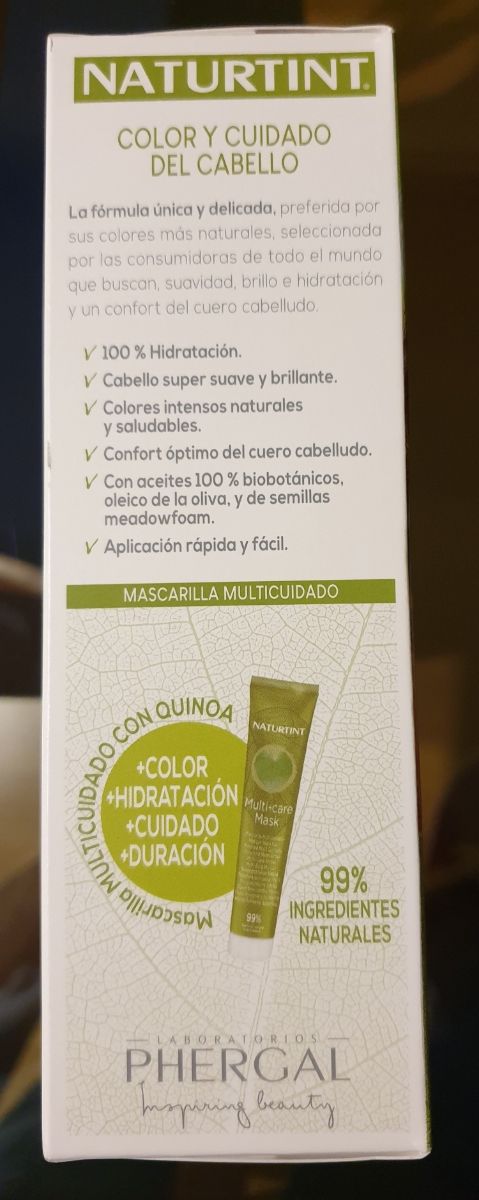 NATURTINT®
COLOR Y CUIDADO
DEL CABELLO
La fórmula única y delicada, preferida por
sus colores más naturales, seleccionada
por las consumidoras de todo el mundo
que buscan, suavidad, brillo e hidratación
y un confort del cuero cabelludo.
✓ 100 % Hidratación.
✓ Cabello super suave y brillante.
✓ Colores intensos naturales
y saludables.
✓ Confort óptimo del cuero cabelludo.
✓ Con aceites 100 % biobotánicos,
oleico de la oliva, y de semillas
meadowfoam.
✓ Aplicación rápida y fácil.
MASCARILLA MULTICUIDADO
Mascarilla MULTICUIDADO CON QUINOA
+COLOR
+HIDRATACIÓN
+CUIDADO
+DURACIÓN
NATURTINT
Multi+care
Mask
99%
99%
INGREDIENTES
NATURALES
LABORATORIOS
PHERGAL
Inspiring beauty